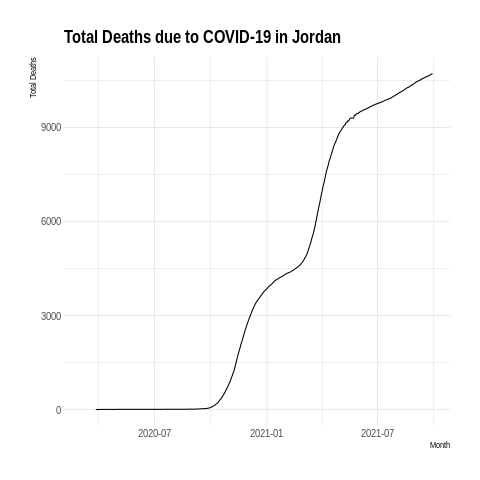 Total Deaths due to COVID-19 in Jordan
Total Deaths
9000
6000
3000
0
2020-07 2021-01 2021-07
Month